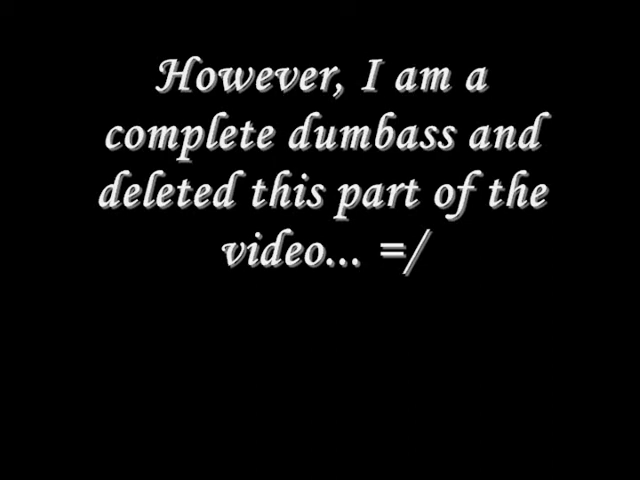 However, I am a
complete dumbass and
deleted this part of the
video... =/